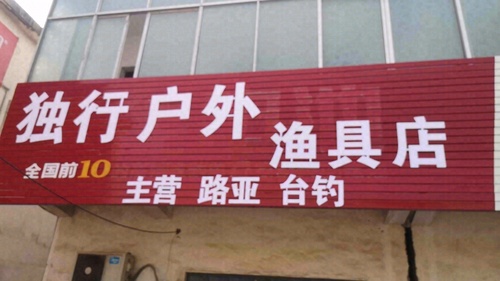 独行户外
渔具店
全国前10
主营 路亚 台钓